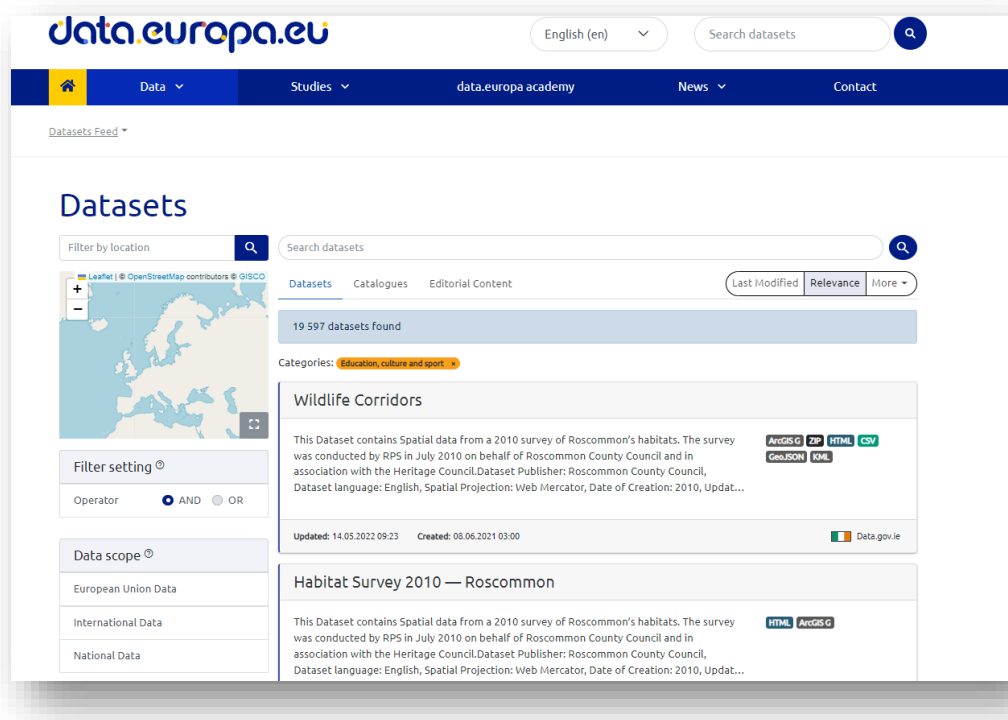 data.europa.eu
English (en)
Search datasets
Data
Studies
data.europa academy
News
Contact
Datasets Feed
Datasets
Filter by location
Search datasets
+
−
Leaflet | © OpenStreetMap contributors © GISCO
Datasets
Catalogues
Editorial Content
Last Modified
Relevance
More
19 597 datasets found
Categories: Education, culture and sport ×
Wildlife Corridors
This Dataset contains Spatial data from a 2010 survey of Roscommon's habitats. The survey
was conducted by RPS in July 2010 on behalf of Roscommon County Council and in
association with the Heritage Council.Dataset Publisher: Roscommon County Council,
Dataset language: English, Spatial Projection: Web Mercator, Date of Creation: 2010, Updat...
ArcGIS G ZIP HTML CSV
GeoJSON KML
Updated: 14.05.2022 09:23 Created: 08.06.2021 03:00
Data.gov.ie
Filter setting ?
Operator AND OR
Data scope ?
European Union Data
International Data
National Data
Habitat Survey 2010 — Roscommon
This Dataset contains Spatial data from a 2010 survey of Roscommon's habitats. The survey
was conducted by RPS in July 2010 on behalf of Roscommon County Council and in
association with the Heritage Council.Dataset Publisher: Roscommon County Council,
Dataset language: English, Spatial Projection: Web Mercator, Date of Creation: 2010, Updat...
HTML ArcGIS G